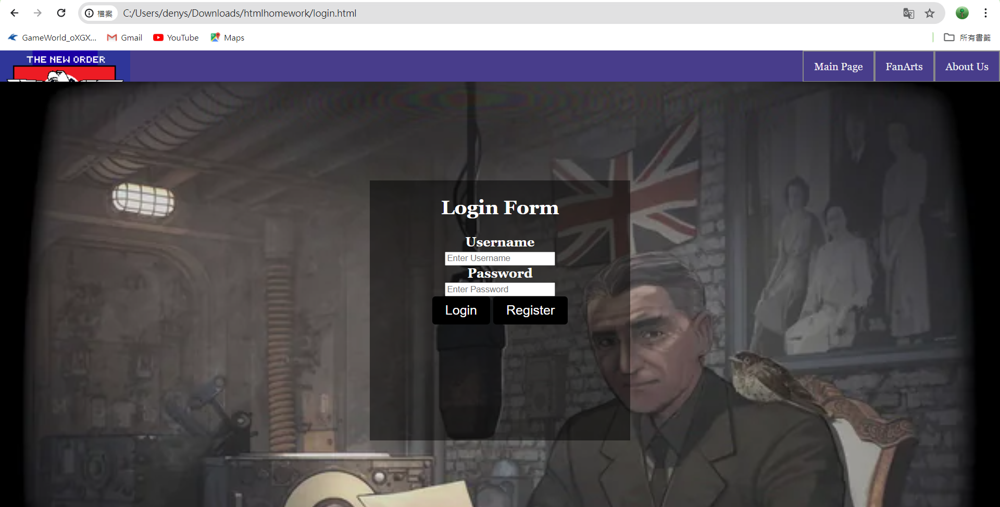 檔案 C:/Users/denys/Downloads/htmlhomework/login.html
GameWorld_oXGX... Gmail YouTube Maps 所有書籤
THE NEW ORDER
Main Page FanArts About Us
Login Form
Username
Enter Username
Password
Enter Password
Login Register